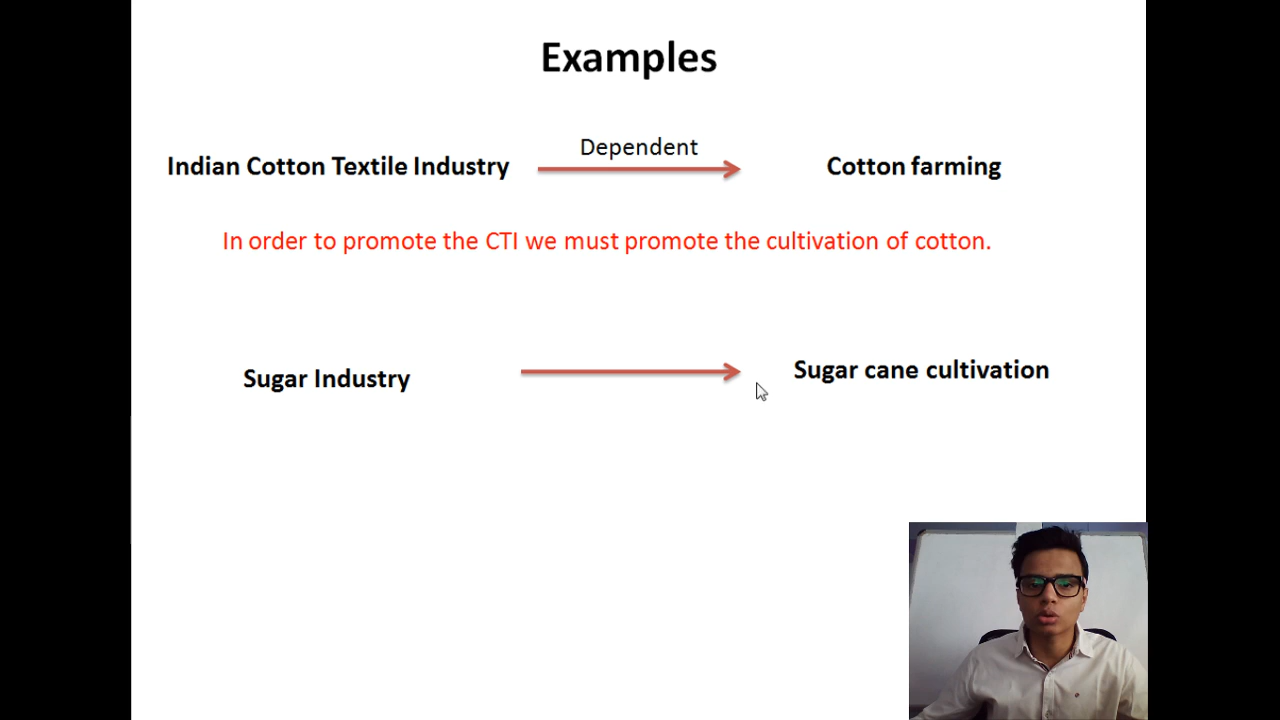 Examples
Dependent
Indian Cotton Textile Industry
Cotton farming
In order to promote the CTI we must promote the cultivation of cotton.
Sugar Industry
Sugar cane cultivation